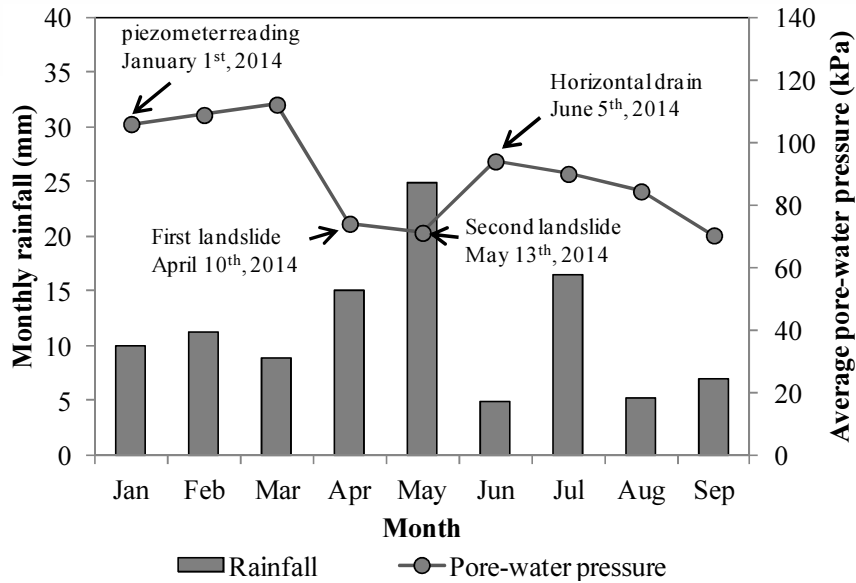 piezometer reading
January 1st, 2014
Horizontal drain
June 5th, 2014
First landslide
April 10th, 2014
Second landslide
May 13th, 2014
Monthly rainfall (mm)
40
35
30
25
20
15
10
5
0
Average pore-water
pressure (kPa)
140
120
100
80
60
40
20
0
Jan Feb Mar Apr May Jun Jul Aug Sep
Month
Rainfall Pore-water pressure